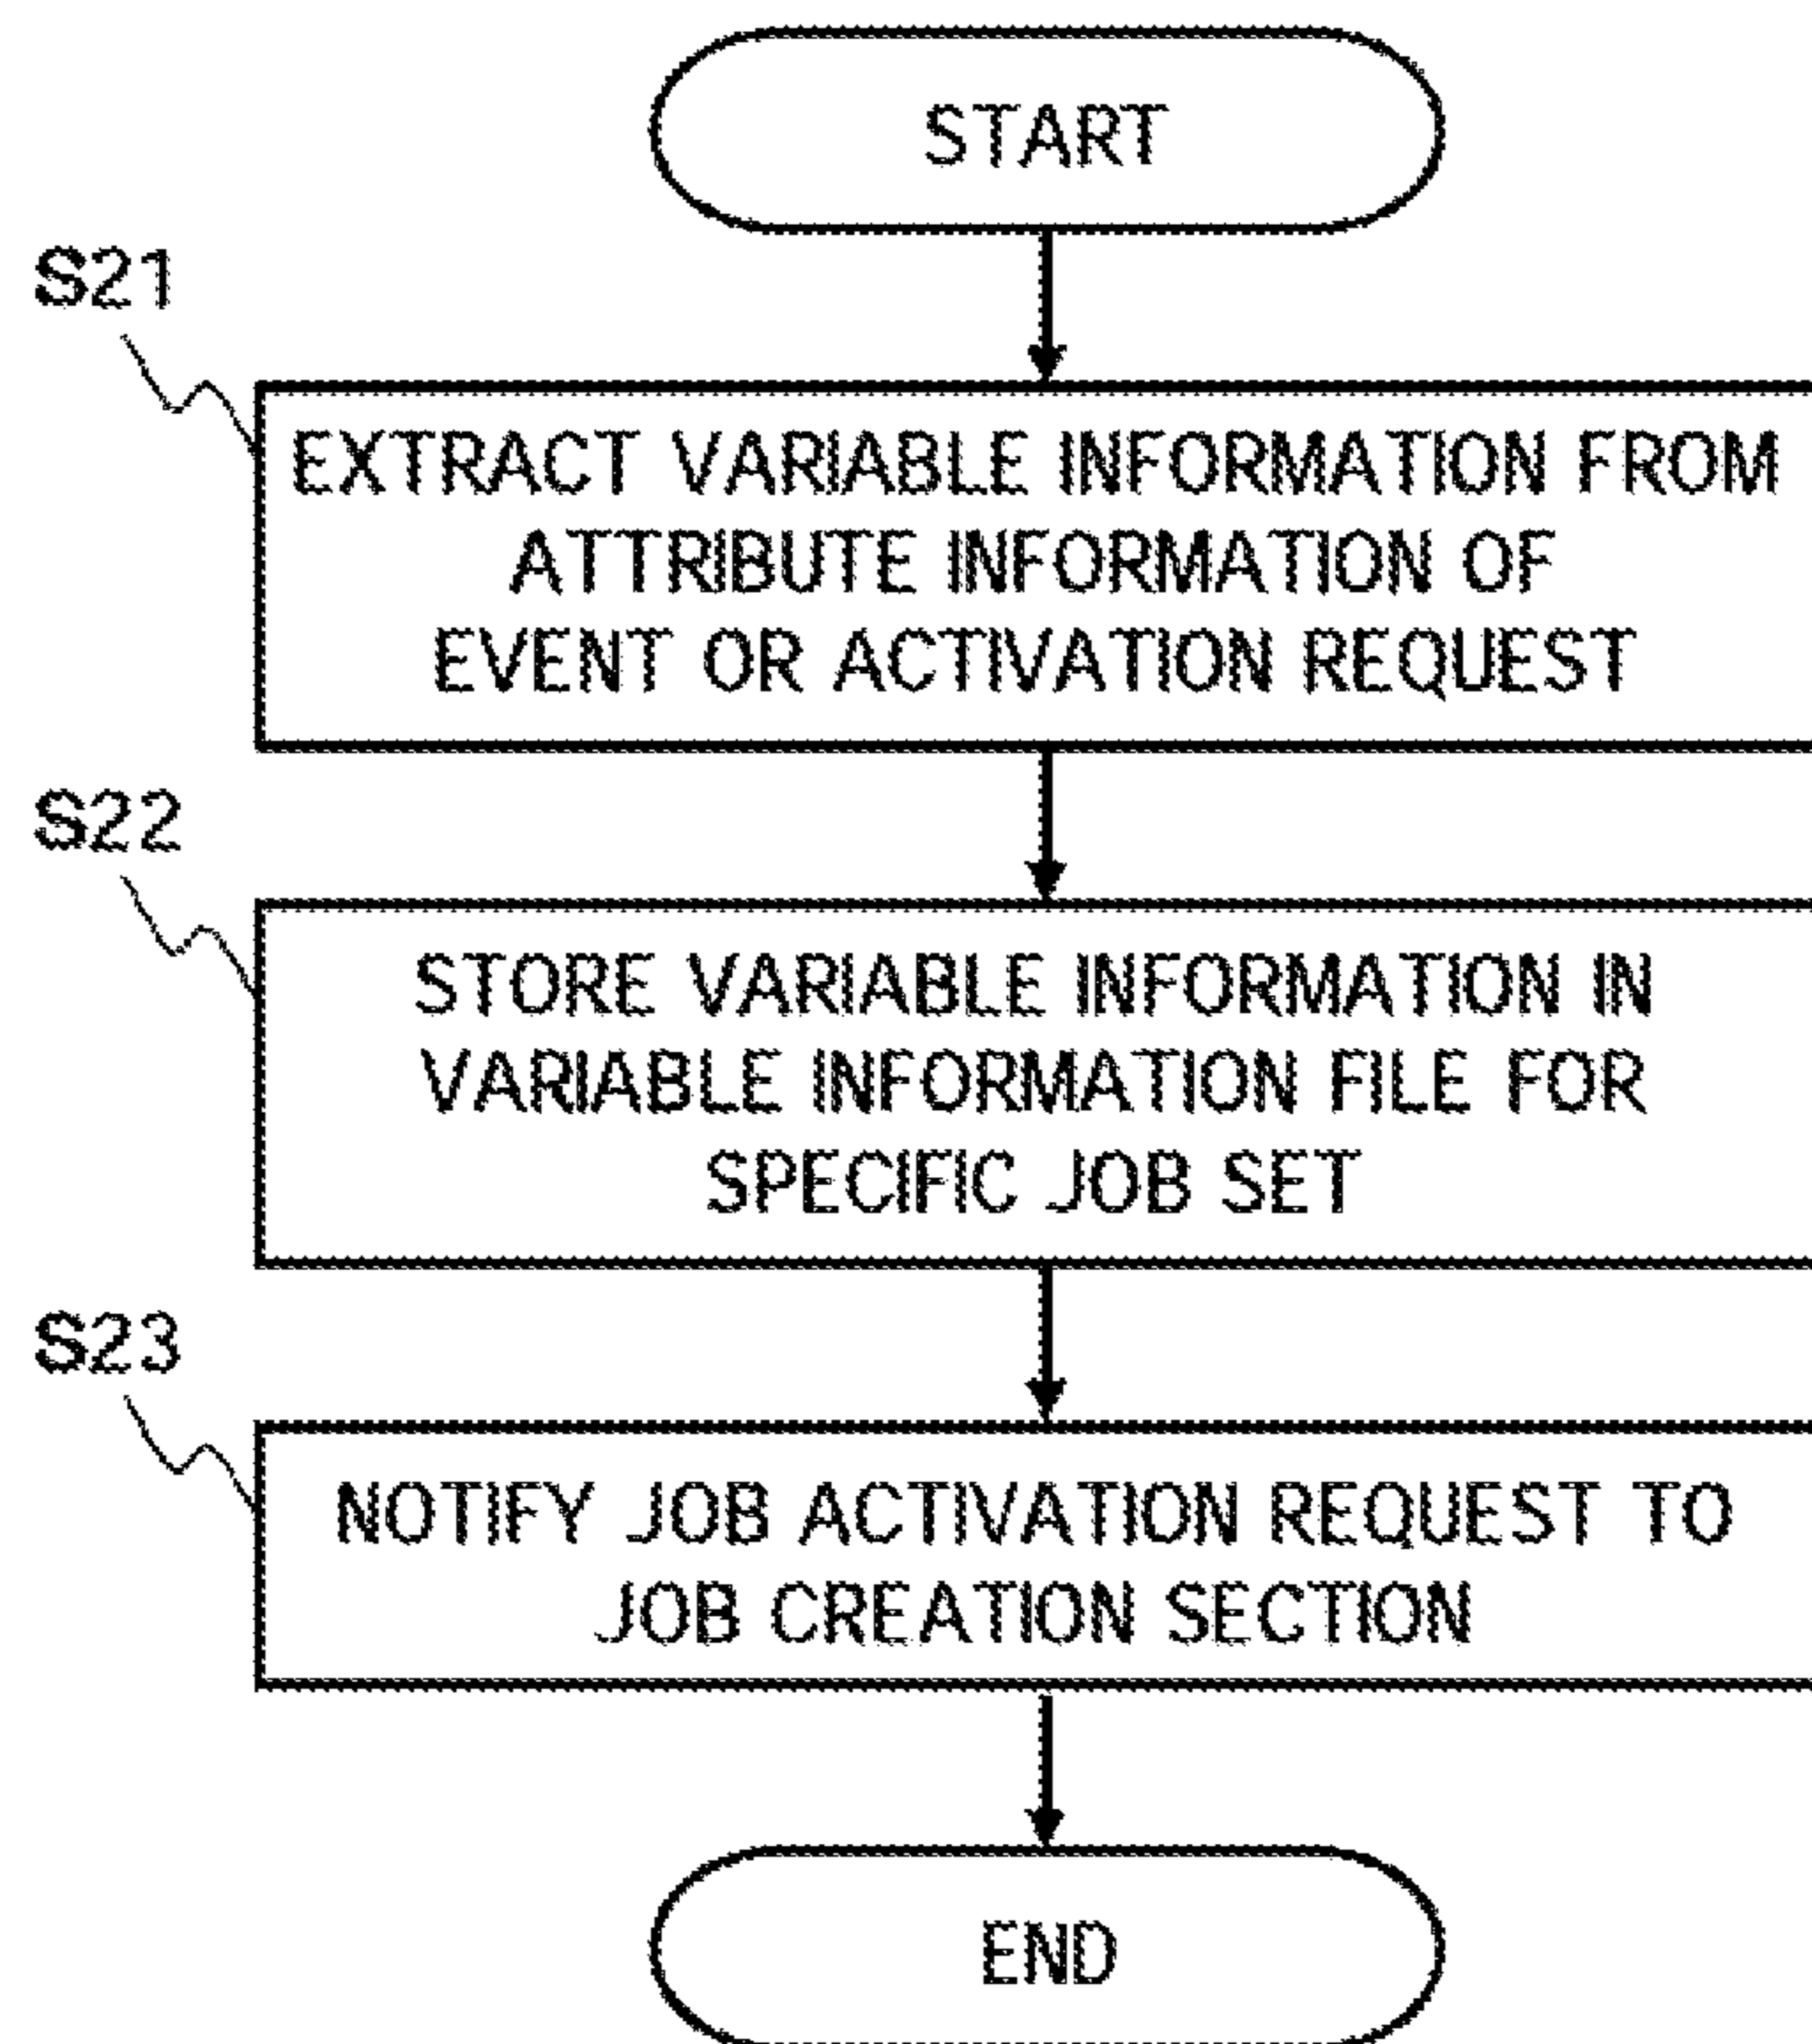 START
S21
EXTRACT VARIABLE INFORMATION FROM
ATTRIBUTE INFORMATION OF
EVENT OR ACTIVATION REQUEST
S22
STORE VARIABLE INFORMATION IN
VARIABLE INFORMATION FILE FOR
SPECIFIC JOB SET
S23
NOTIFY JOB ACTIVATION REQUEST TO
JOB CREATION SECTION
END